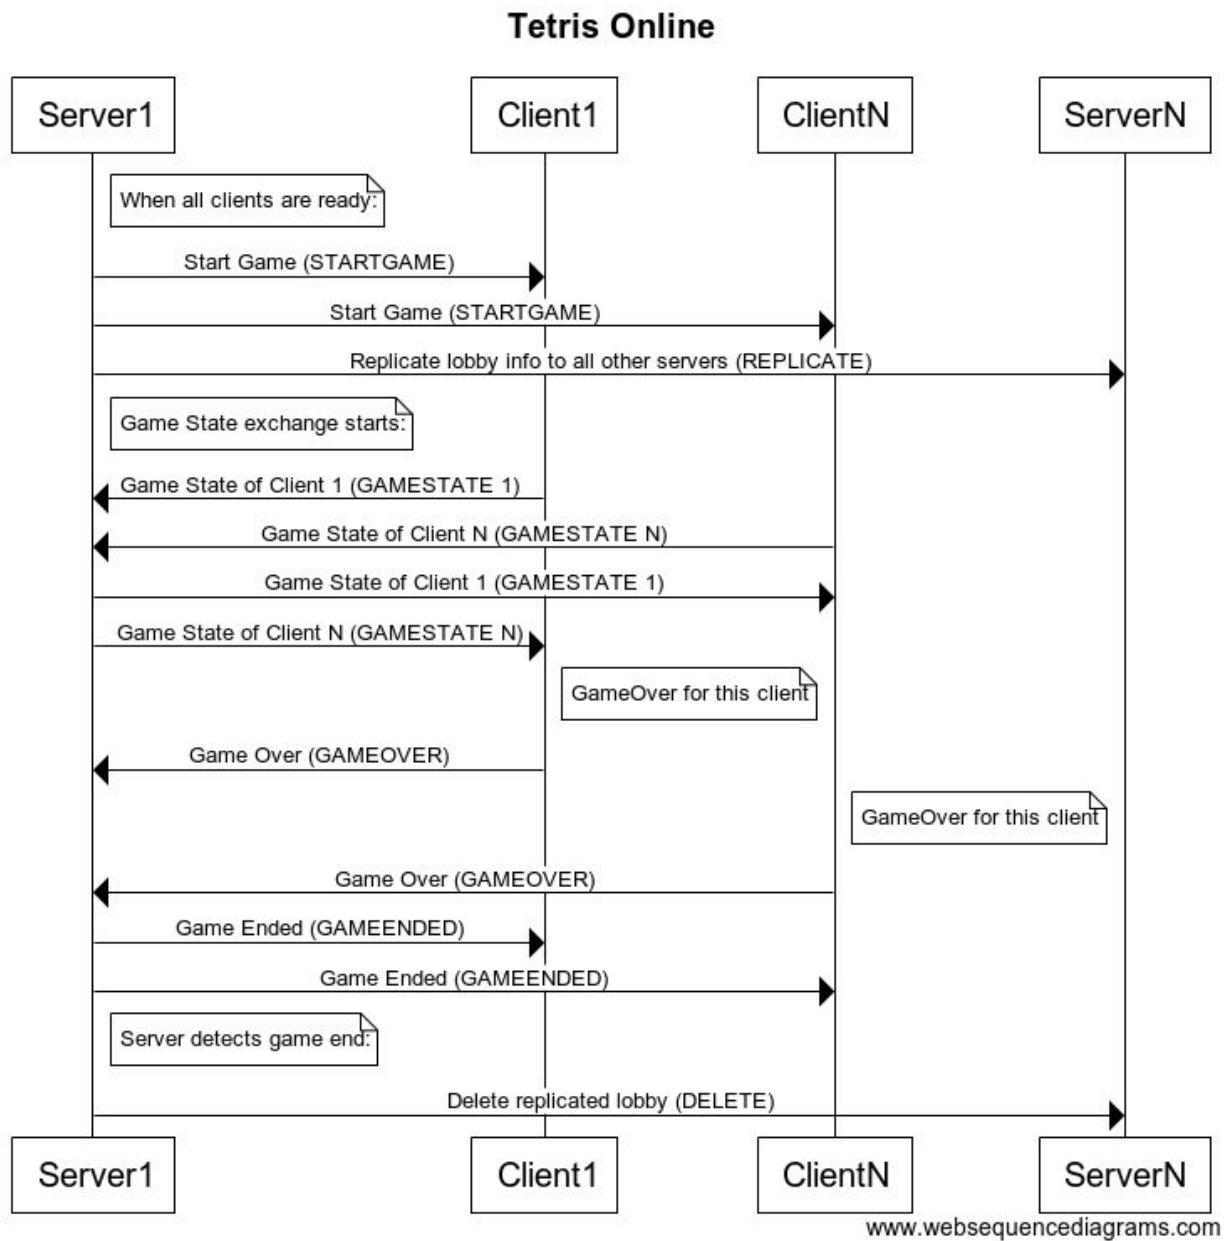 Tetris Online
Server1
Client1
ClientN
ServerN
When all clients are ready:
Start Game (STARTGAME)
Start Game (STARTGAME)
Replicate lobby info to all other servers (REPLICATE)
Game State exchange starts:
Game State of Client 1 (GAMESTATE 1)
Game State of Client N (GAMESTATE N)
Game State of Client 1 (GAMESTATE 1)
Game State of Client N (GAMESTATE N)
GameOver for this client
Game Over (GAMEOVER)
GameOver for this client
Game Over (GAMEOVER)
Game Ended (GAMEENDED)
Game Ended (GAMEENDED)
Server detects game end:
Delete replicated lobby (DELETE)
Server1
Client1
ClientN
ServerN
www.websequencediagrams.com